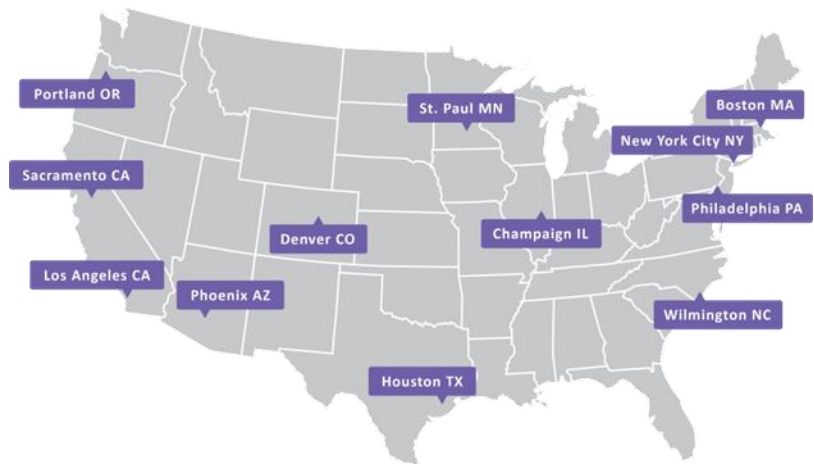 Portland OR
St. Paul MN
Boston MA
New York City NY
Sacramento CA
Philadelphia PA
Denver CO
Champaign IL
Los Angeles CA
Phoenix AZ
Wilmington NC
Houston TX